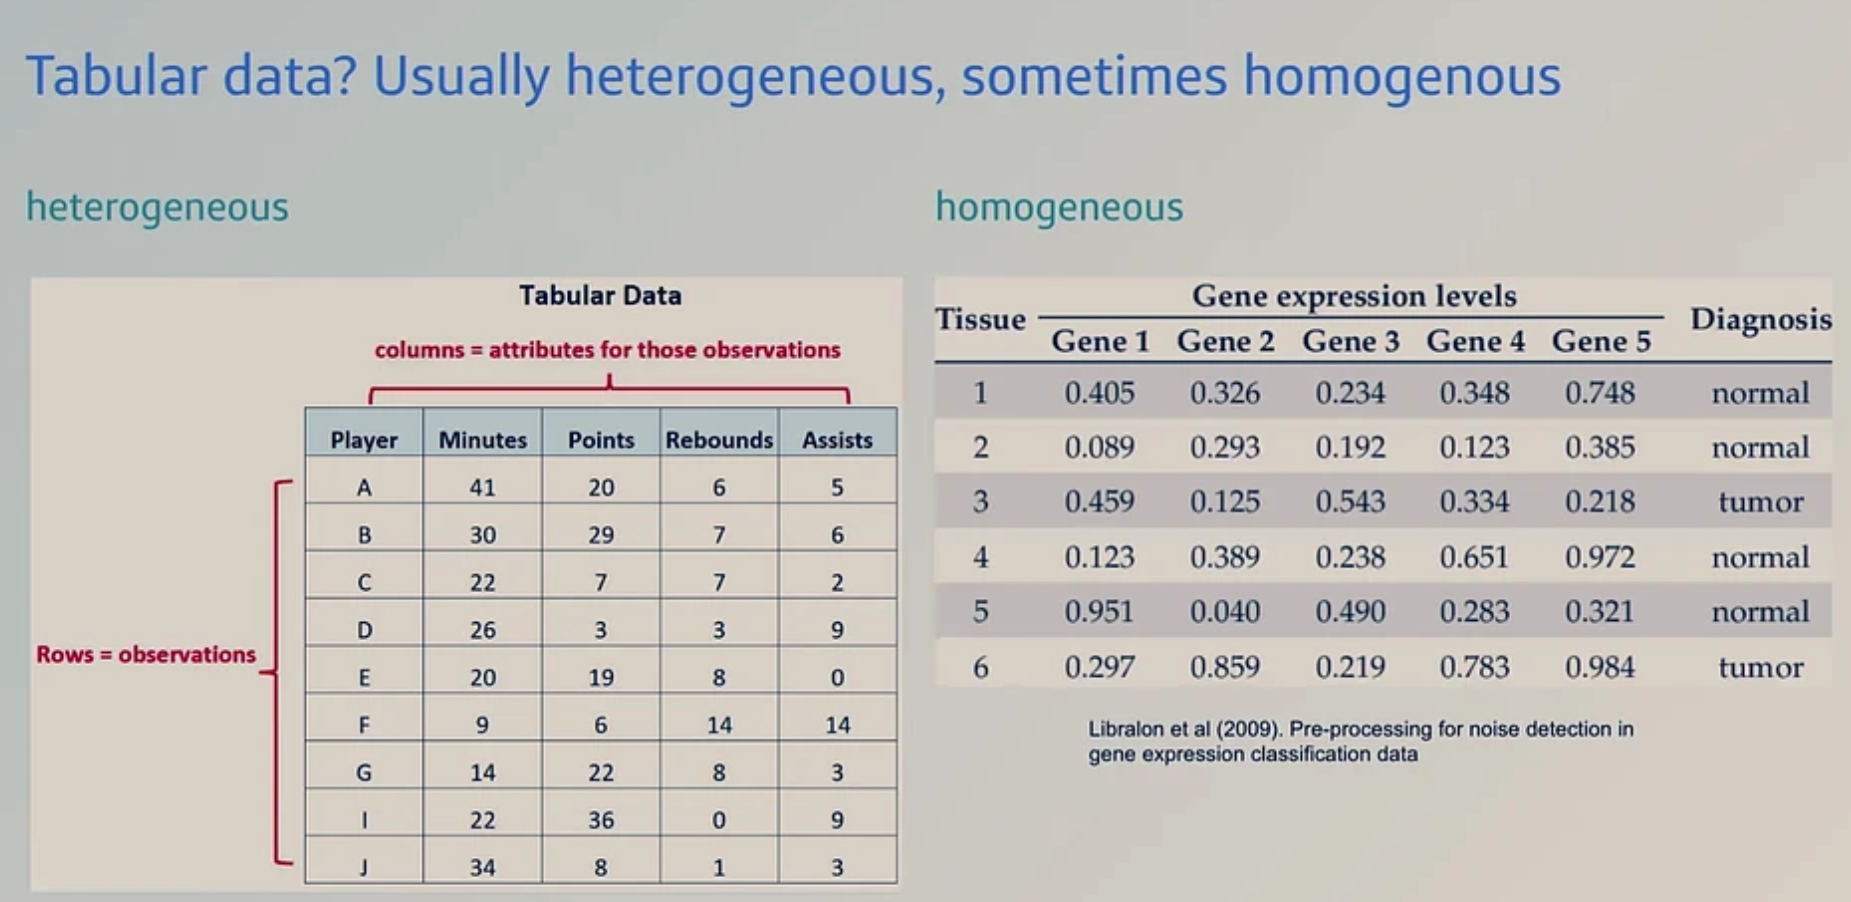 Tabular data? Usually heterogeneous, sometimes homogenous
heterogeneous
Tabular Data
columns = attributes for those observations
Player Minutes Points Rebounds Assists
A 41 20 6 5
B 30 29 7 6
C 22 7 7 2
D 26 3 3 9
Rows = observations
E 20 19 8 0
F 9 6 14 14
G 14 22 8 3
I 22 36 0 9
J 34 8 1 3
homogeneous
Gene expression levels
Tissue Diagnosis
Gene 1 Gene 2 Gene 3 Gene 4 Gene 5
1 0.405 0.326 0.234 0.348 0.748 normal
2 0.089 0.293 0.192 0.123 0.385 normal
3 0.459 0.125 0.543 0.334 0.218 tumor
4 0.123 0.389 0.238 0.651 0.972 normal
5 0.951 0.040 0.490 0.283 0.321 normal
6 0.297 0.859 0.219 0.783 0.984 tumor
Libralon et al (2009). Pre-processing for noise detection in
gene expression classification data